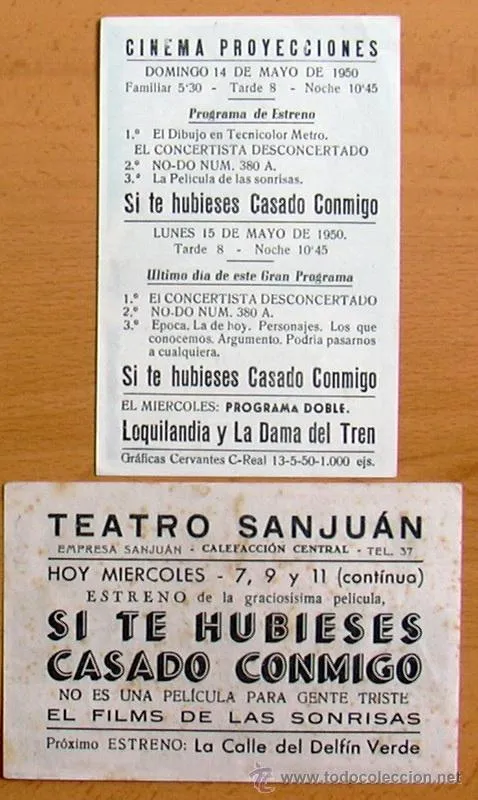 CINEMA PROYECCIONES
DOMINGO 14 DE MAYO DE 1950
Familiar 5'30 - Tarde 8 - Noche 10'45
Programa de Estreno
1.º El Dibujo en Tecnicolor Metro.
EL CONCERTISTA DESCONCERTADO
2.º NO-DO NUM. 380 A.
3.º La Pelicula de las sonrisas.
Si te hubieses Casado Conmigo
LUNES 15 DE MAYO DE 1950.
Tarde 8 - Noche 10'45
Ultimo dia de este Gran Programa
1.º El CONCERTISTA DESCONCERTADO
2.º NO-DO NUM. 380 A.
3.º Epoca. La de hoy. Personajes. Los que
conocemos. Argumento. Podria pasarnos
a cualquiera.
Si te hubieses Casado Conmigo
EL MIERCOLES: PROGRAMA DOBLE.
Loquilandia y La Dama del Tren
Gráficas Cervantes C-Real 13-5-50-1.000 ejs.
TEATRO SANJUÁN
EMPRESA SANJUÁN - CALEFACCIÓN CENTRAL - TEL. 37
HOY MIERCOLES - 7, 9 y 11 (contínua)
ESTRENO de la graciosísima película,
SI TE HUBIESES
CASADO CONMIGO
NO ES UNA PELÍCULA PARA GENTE TRISTE
EL FILMS DE LAS SONRISAS
Próximo ESTRENO: La Calle del Delfín Verde
www.todocoleccion.net